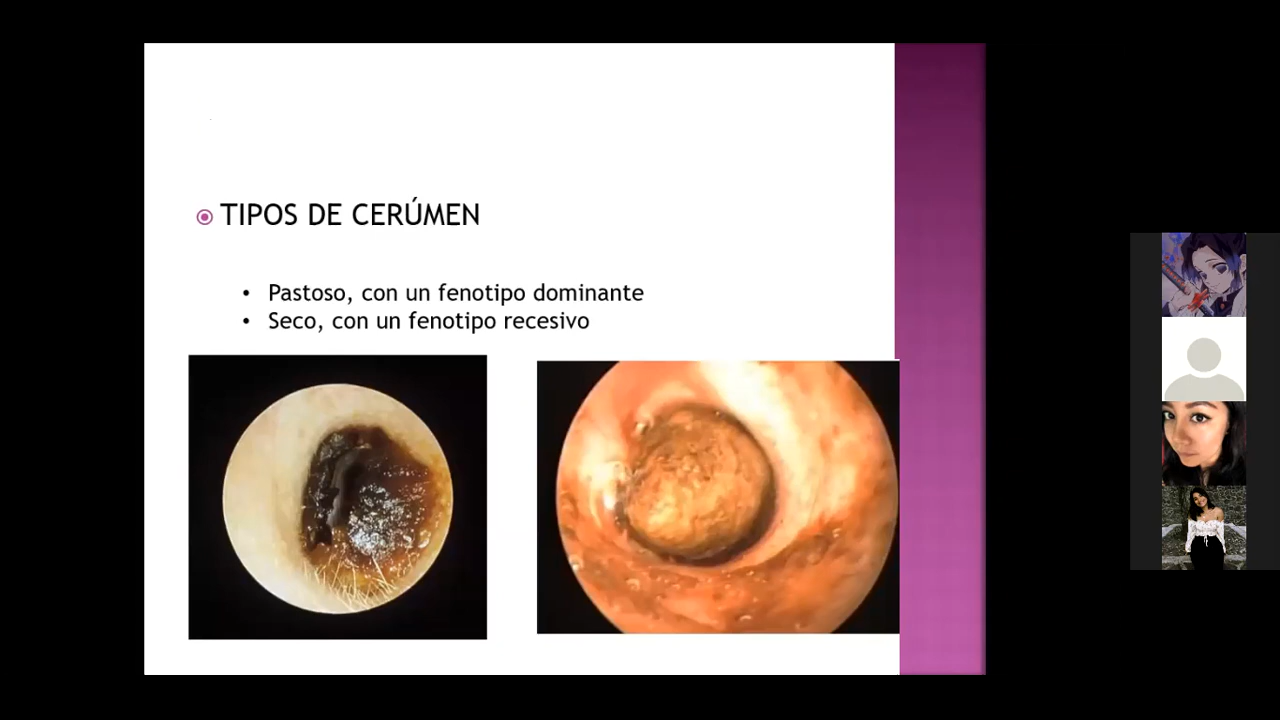 TIPOS DE CERÚMEN
Pastoso, con un fenotipo dominante
Seco, con un fenotipo recesivo